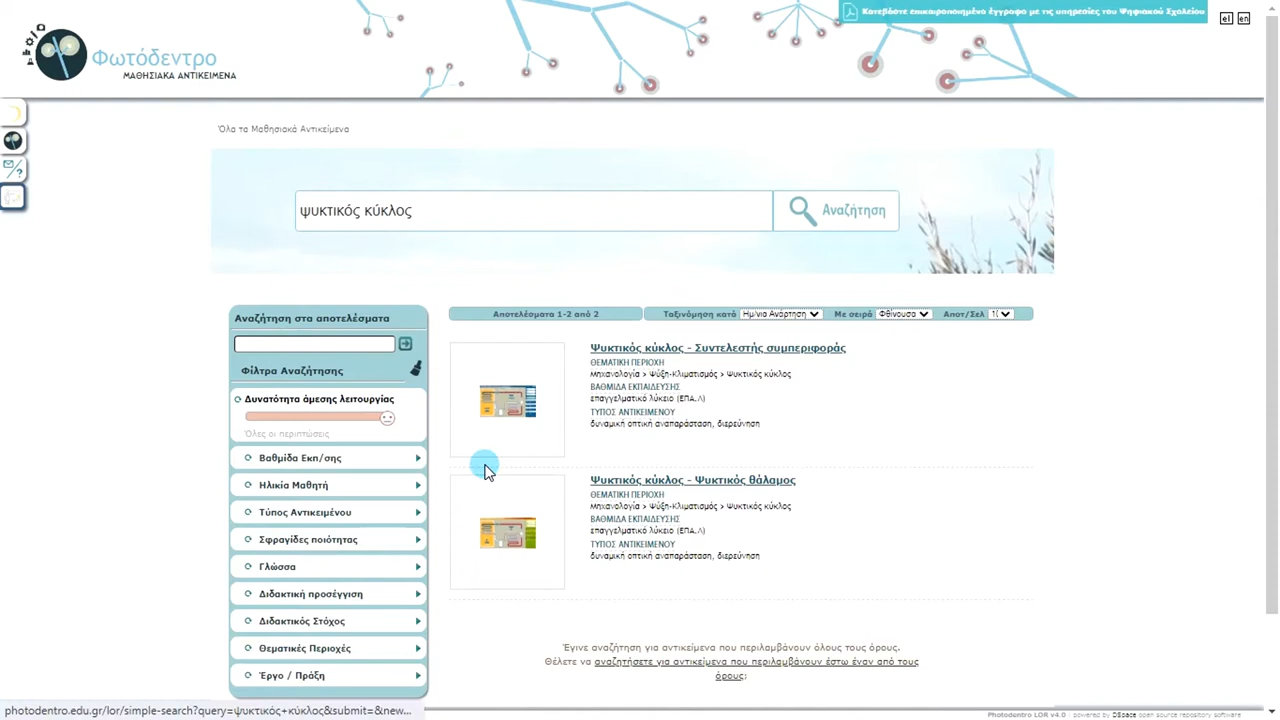 Κατεβάστε επικαιροποιημένο έγγραφο με τις υπηρεσίες του Ψηφιακού Σχολείου
el en
Φωτόδεντρο
ΜΑΘΗΣΙΑΚΑ ΑΝΤΙΚΕΙΜΕΝΑ
Όλα τα Μαθησιακά Αντικείμενα
ψυκτικός κύκλος
Αναζήτηση
Αναζήτηση στα αποτελέσματα
Φίλτρα Αναζήτησης
Δυνατότητα άμεσης λειτουργίας
Όλες οι περιπτώσεις
Βαθμίδα Εκπ/σης
Ηλικία Μαθητή
Τύπος Αντικειμένου
Σφραγίδες ποιότητας
Γλώσσα
Διδακτική προσέγγιση
Διδακτικός Στόχος
Θεματικές Περιοχές
Έργο / Πράξη
Αποτελέσματα 1-2 από 2
Ταξινόμηση κατά Ημ/νια Ανάρτηση Με σειρά Φθίνουσα Αποτ/Σελ
Ψυκτικός κύκλος - Συντελεστής συμπεριφοράς
ΘΕΜΑΤΙΚΗ ΠΕΡΙΟΧΗ
Μηχανολογία > Ψύξη-Κλιματισμός > Ψυκτικός κύκλος
ΒΑΘΜΙΔΑ ΕΚΠΑΙΔΕΥΣΗΣ
επαγγελματικό λύκειο (ΕΠΑ.Λ)
ΤΥΠΟΣ ΑΝΤΙΚΕΙΜΕΝΟΥ
δυναμική οπτική αναπαράσταση, διερεύνηση
Ψυκτικός κύκλος - Ψυκτικός θάλαμος
ΘΕΜΑΤΙΚΗ ΠΕΡΙΟΧΗ
Μηχανολογία > Ψύξη-Κλιματισμός > Ψυκτικός κύκλος
ΒΑΘΜΙΔΑ ΕΚΠΑΙΔΕΥΣΗΣ
επαγγελματικό λύκειο (ΕΠΑ.Λ)
ΤΥΠΟΣ ΑΝΤΙΚΕΙΜΕΝΟΥ
δυναμική οπτική αναπαράσταση, διερεύνηση
Έγινε αναζήτηση για αντικείμενα που περιλαμβάνουν όλους τους όρους.
Θέλετε να αναζητήσετε για αντικείμενα που περιλαμβάνουν έστω έναν από τους
όρους;
photodentro.edu.gr/lor/simple-search?query=ψυκτικός+κύκλος&submit=&new...
Photodentro LOR v4.0 | powered by DSpace open source repository software